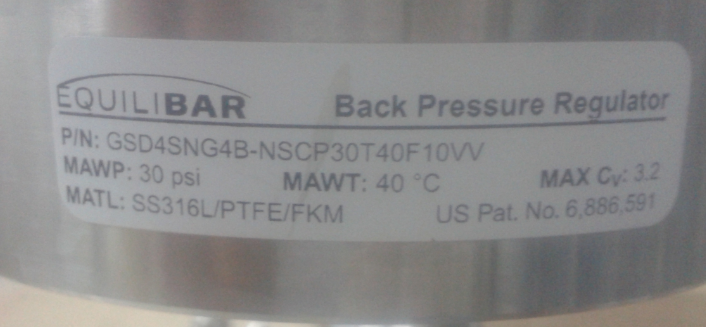 EQUILIBAR Back Pressure Regulator
P/N: GSD4SNG4B-NSCP30T40F10VV
MAWP: 30 psi MAWT: 40 °C MAX Cv: 3.2
MATL: SS316L/PTFE/FKM US Pat. No. 6,886,591